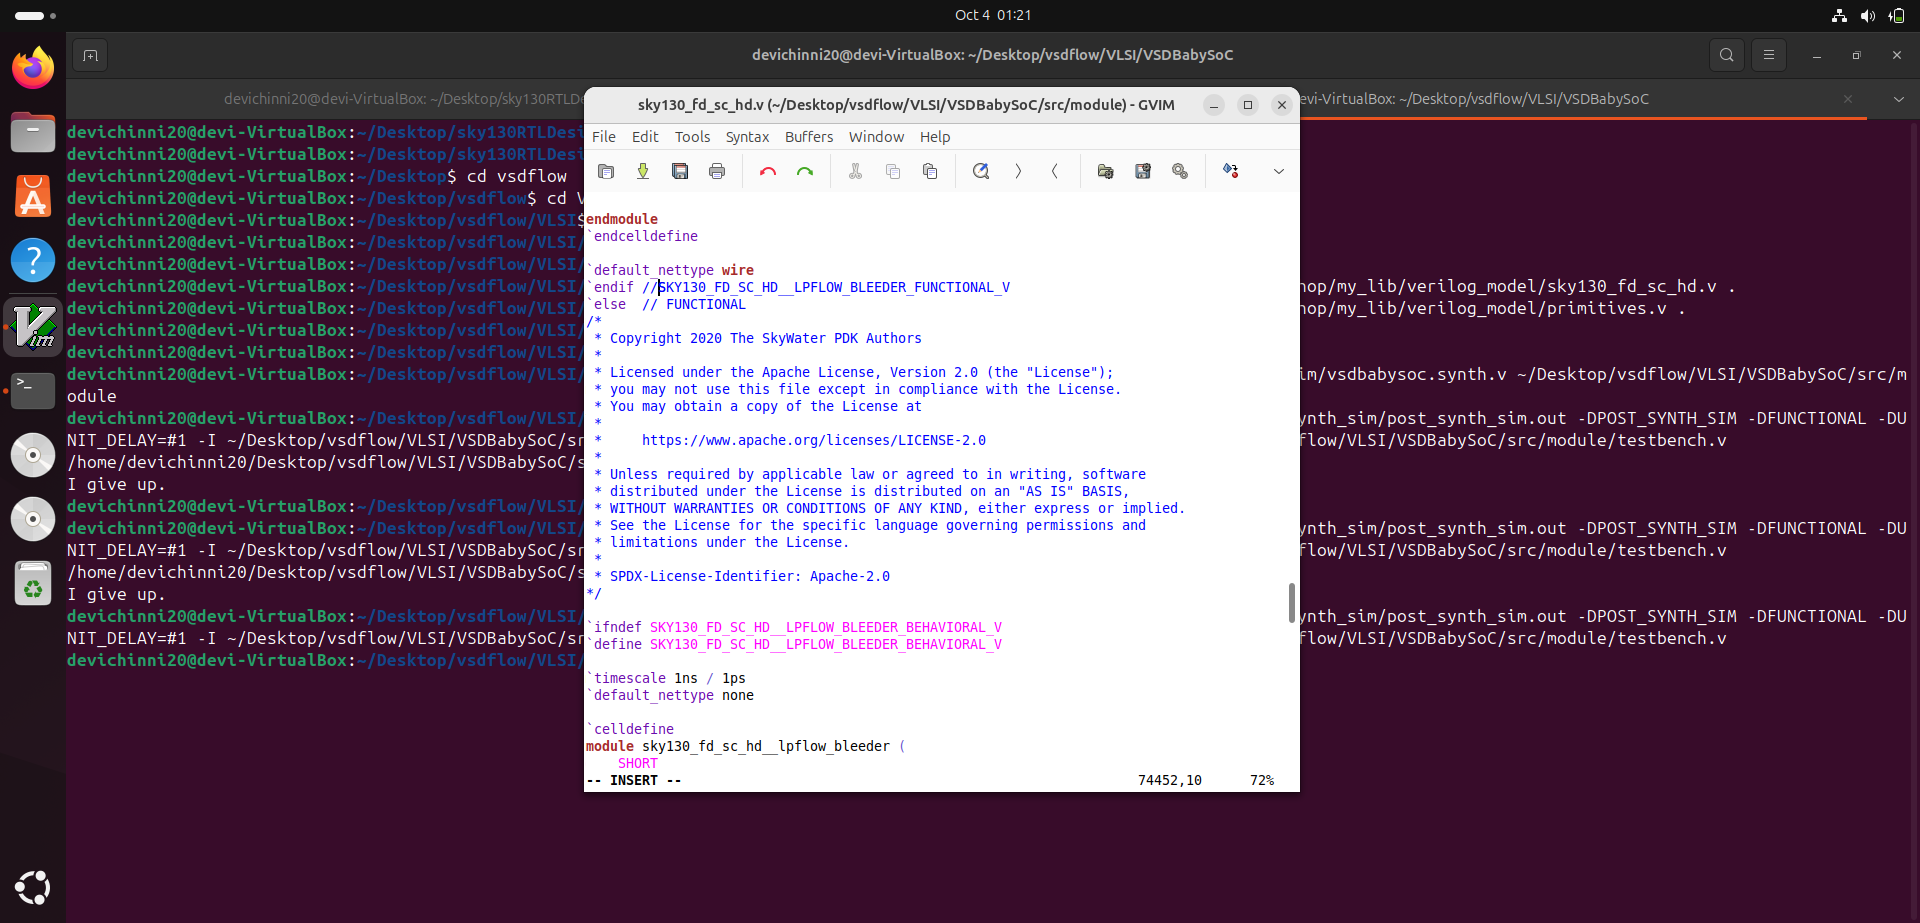 Oct 4 01:21
devichinni20@devi-VirtualBox: ~/Desktop/vsdflow/VLSI/VSDBabySoC
devichinni20@devi-VirtualBox: ~/Desktop/sky130RTLDe
evi-VirtualBox: ~/Desktop/vsdflow/VLSI/VSDBabySoC
sky130_fd_sc_hd.v (~/Desktop/vsdflow/VLSI/VSDBabySoC/src/module) - GVIM
File Edit Tools Syntax Buffers Window Help
endmodule
`endcelldefine
`default_nettype wire
`endif //SKY130_FD_SC_HD__LPFLOW_BLEEDER_FUNCTIONAL_V
`else  // FUNCTIONAL
/*
 * Copyright 2020 The SkyWater PDK Authors
 *
 * Licensed under the Apache License, Version 2.0 (the "License");
 * you may not use this file except in compliance with the License.
 * You may obtain a copy of the License at
 *
 *     https://www.apache.org/licenses/LICENSE-2.0
 *
 * Unless required by applicable law or agreed to in writing, software
 * distributed under the License is distributed on an "AS IS" BASIS,
 * WITHOUT WARRANTIES OR CONDITIONS OF ANY KIND, either express or implied.
 * See the License for the specific language governing permissions and
 * limitations under the License.
 *
 * SPDX-License-Identifier: Apache-2.0
*/
`ifndef SKY130_FD_SC_HD__LPFLOW_BLEEDER_BEHAVIORAL_V
`define SKY130_FD_SC_HD__LPFLOW_BLEEDER_BEHAVIORAL_V
`timescale 1ns / 1ps
`default_nettype none
`celldefine
module sky130_fd_sc_hd__lpflow_bleeder (
    SHORT
-- INSERT -- 74452,10 72%
devichinni20@devi-VirtualBox:~/Desktop/sky130RTLDesi
devichinni20@devi-VirtualBox:~/Desktop/sky130RTLDesi
devichinni20@devi-VirtualBox:~/Desktop$ cd vsdflow
devichinni20@devi-VirtualBox:~/Desktop/vsdflow$ cd V
devichinni20@devi-VirtualBox:~/Desktop/vsdflow/VLSI$
devichinni20@devi-VirtualBox:~/Desktop/vsdflow/VLSI/
devichinni20@devi-VirtualBox:~/Desktop/vsdflow/VLSI/
devichinni20@devi-VirtualBox:~/Desktop/vsdflow/VLSI/ hop/my_lib/verilog_model/sky130_fd_sc_hd.v .
devichinni20@devi-VirtualBox:~/Desktop/vsdflow/VLSI/ hop/my_lib/verilog_model/primitives.v .
devichinni20@devi-VirtualBox:~/Desktop/vsdflow/VLSI/
devichinni20@devi-VirtualBox:~/Desktop/vsdflow/VLSI/
devichinni20@devi-VirtualBox:~/Desktop/vsdflow/VLSI/ im/vsdbabysoc.synth.v ~/Desktop/vsdflow/VLSI/VSDBabySoC/src/m
odule
devichinni20@devi-VirtualBox:~/Desktop/vsdflow/VLSI/ ynth_sim/post_synth_sim.out -DPOST_SYNTH_SIM -DFUNCTIONAL -DU
NIT_DELAY=#1 -I ~/Desktop/vsdflow/VLSI/VSDBabySoC/sr flow/VLSI/VSDBabySoC/src/module/testbench.v
/home/devichinni20/Desktop/vsdflow/VLSI/VSDBabySoC/s
I give up.
devichinni20@devi-VirtualBox:~/Desktop/vsdflow/VLSI/
devichinni20@devi-VirtualBox:~/Desktop/vsdflow/VLSI/ ynth_sim/post_synth_sim.out -DPOST_SYNTH_SIM -DFUNCTIONAL -DU
NIT_DELAY=#1 -I ~/Desktop/vsdflow/VLSI/VSDBabySoC/sr flow/VLSI/VSDBabySoC/src/module/testbench.v
/home/devichinni20/Desktop/vsdflow/VLSI/VSDBabySoC/s
I give up.
devichinni20@devi-VirtualBox:~/Desktop/vsdflow/VLSI/ ynth_sim/post_synth_sim.out -DPOST_SYNTH_SIM -DFUNCTIONAL -DU
NIT_DELAY=#1 -I ~/Desktop/vsdflow/VLSI/VSDBabySoC/sr flow/VLSI/VSDBabySoC/src/module/testbench.v
devichinni20@devi-VirtualBox:~/Desktop/vsdflow/VLSI/